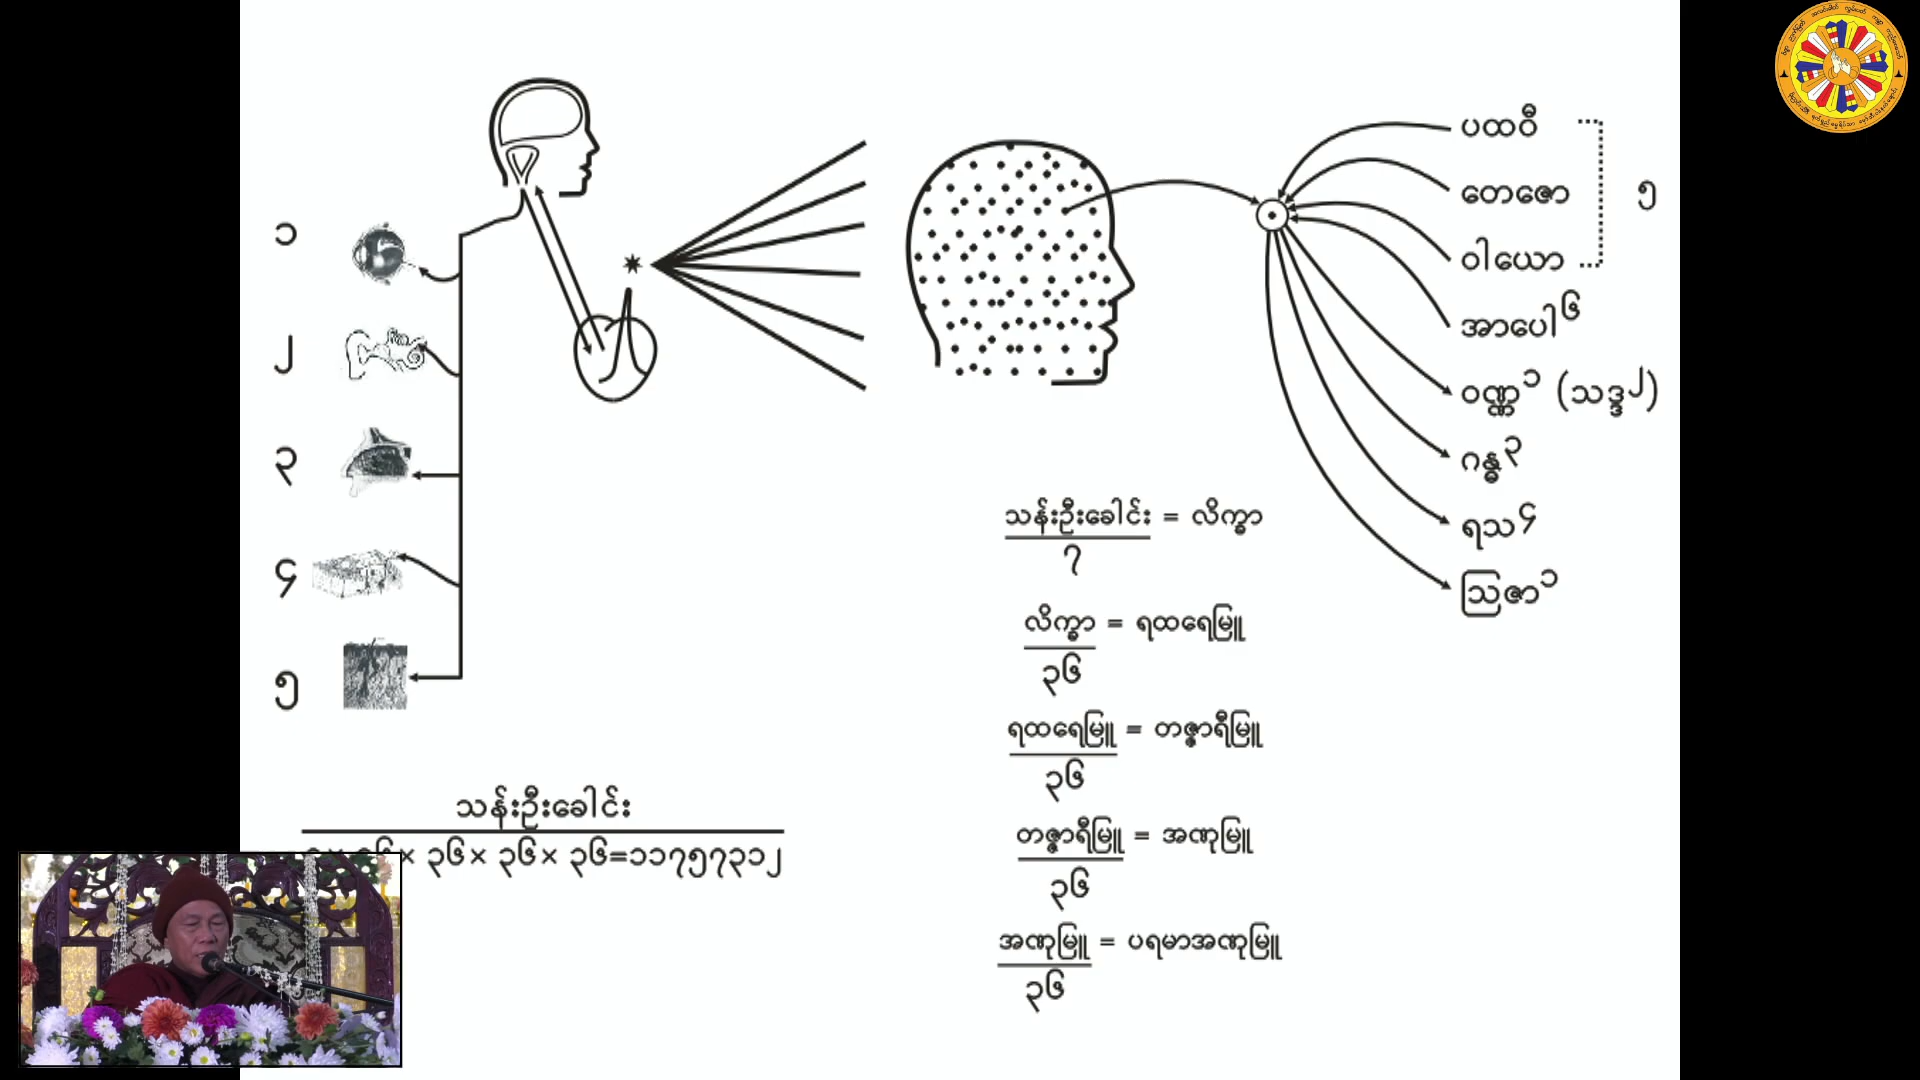 ၁
၂
၃
၄
၅
ပထဝီ
တေဇော
ဝါယော
၅
အာပေါ၆
ဝဏ္ဏ၁ (သဒ္ဒ၂)
ဂန္ဓ၃
ရသ၄
ဩဇာ၁
သန်းဦးခေါင်း = လိက္ခာ
၇
လိက္ခာ = ရထရေမြူ
၃၆
ရထရေမြူ = တဇ္ဇာရီမြူ
၃၆
တဇ္ဇာရီမြူ = အဏုမြူ
၃၆
အဏုမြူ = ပရမာအဏုမြူ
၃၆
သန်းဦးခေါင်း
× ၃၆× ၃၆× ၃၆=၁၁၇၅၇၃၁၂